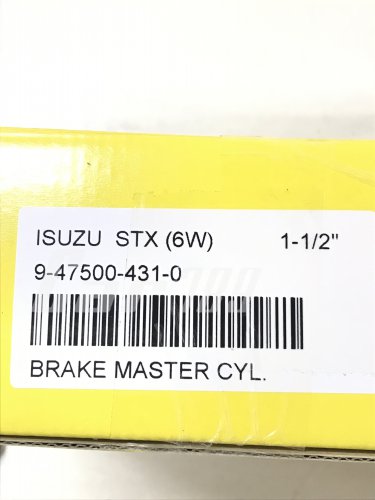 ISUZU STX (6W) 1-1/2"
9-47500-431-0
BRAKE MASTER CYL.